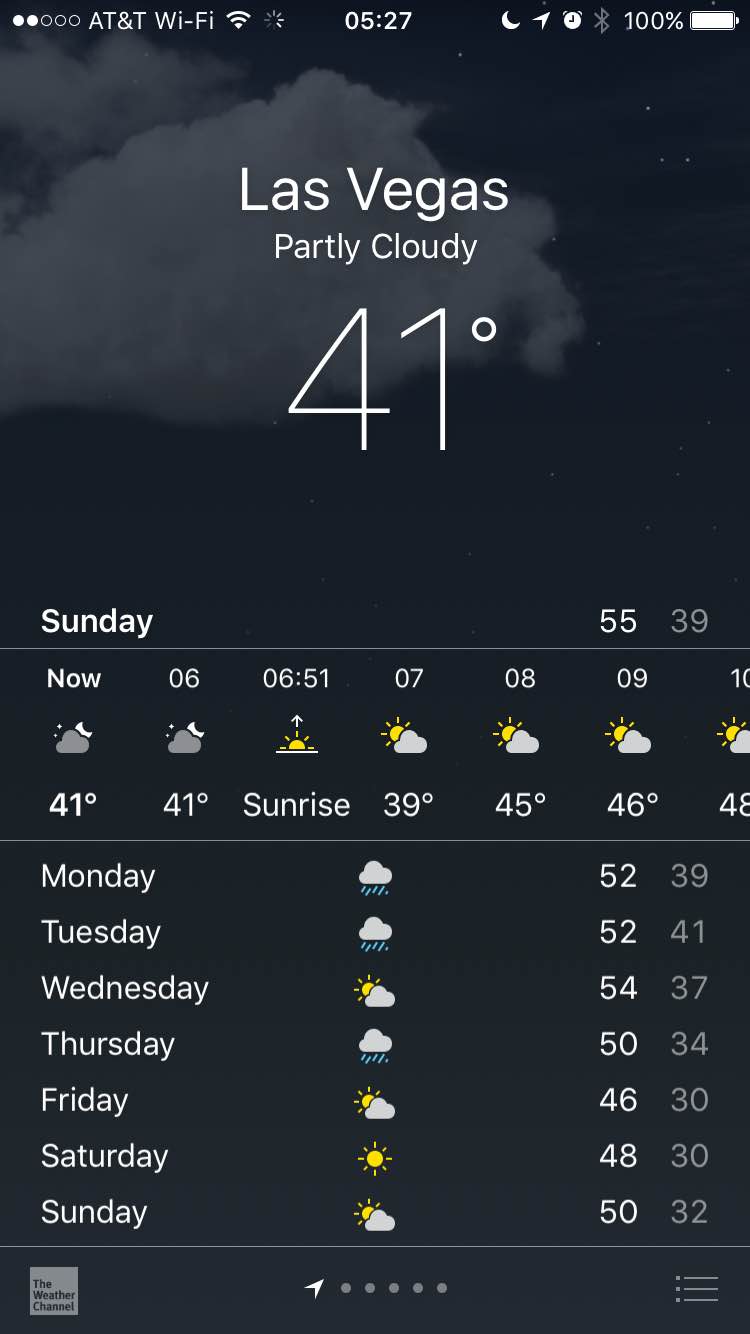 AT&T Wi-Fi 05:27 100%
Las Vegas
Partly Cloudy
41°
Sunday 55 39
Now 06 06:51 07 08 09 10
41° 41° Sunrise 39° 45° 46° 48
Monday 52 39
Tuesday 52 41
Wednesday 54 37
Thursday 50 34
Friday 46 30
Saturday 48 30
Sunday 50 32
The
Weather
Channel